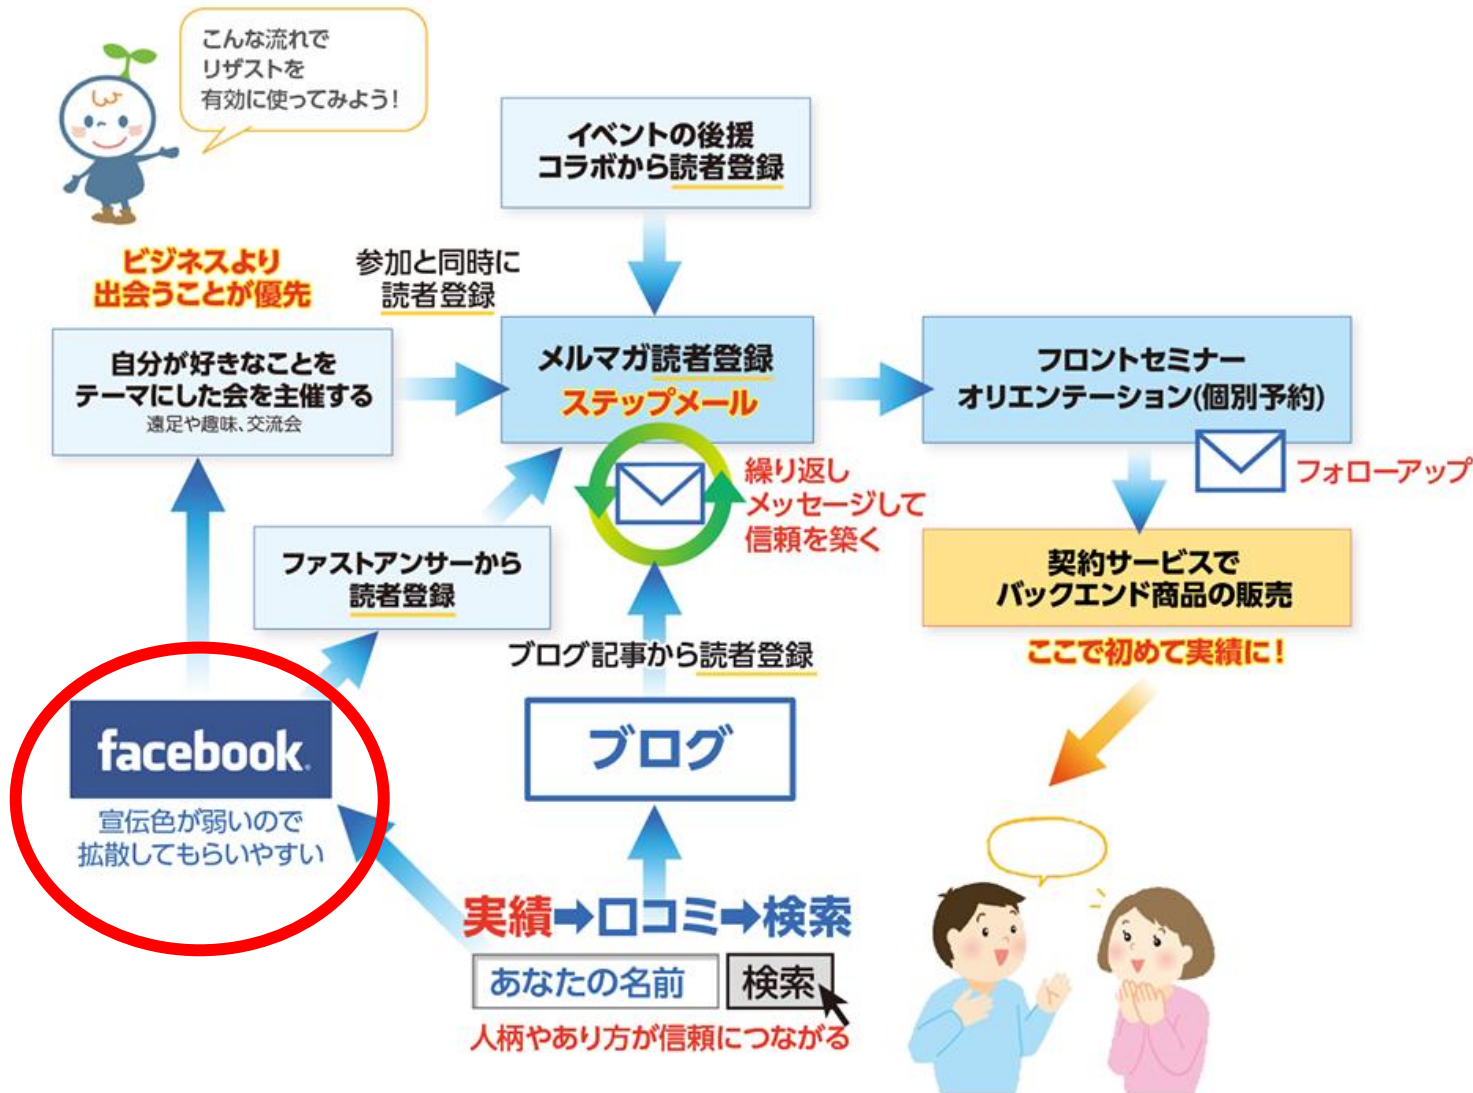 こんな流れで
リザストを
有効に使ってみよう！
イベントの後援
コラボから読者登録
ビジネスより
出会うことが優先
参加と同時に
読者登録
自分が好きなことを
テーマにした会を主催する
遠足や趣味、交流会
メルマガ読者登録
ステップメール
フロントセミナー
オリエンテーション(個別予約)
フォローアップ
繰り返し
メッセージして
信頼を築く
ファストアンサーから
読者登録
契約サービスで
バックエンド商品の販売
ここで初めて実績に！
ブログ記事から読者登録
facebook.
宣伝色が弱いので
拡散してもらいやすい
ブログ
実績➡口コミ➡検索
あなたの名前 検索
人柄やあり方が信頼につながる